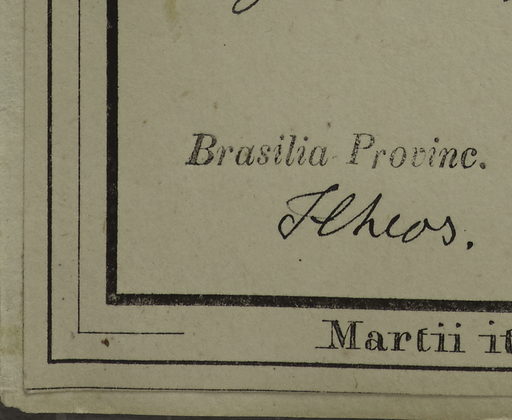 Brasilia Provinc.
Ilheos.
Martii it